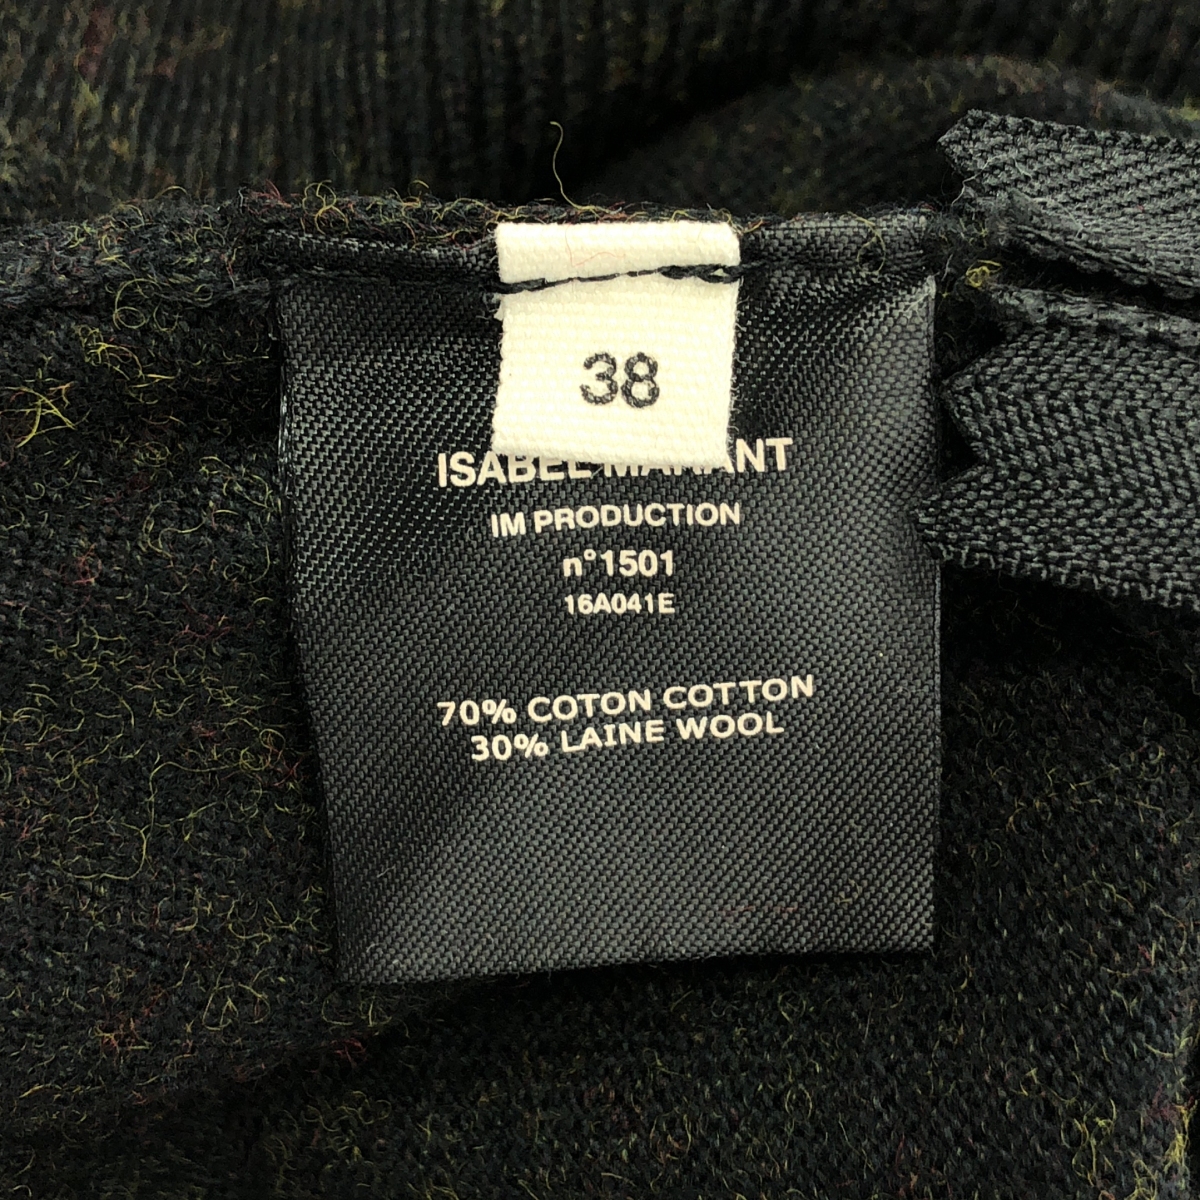 38
ISABEL MARANT
IM PRODUCTION
n°1501
16A041E
70% COTON COTTON
30% LAINE WOOL